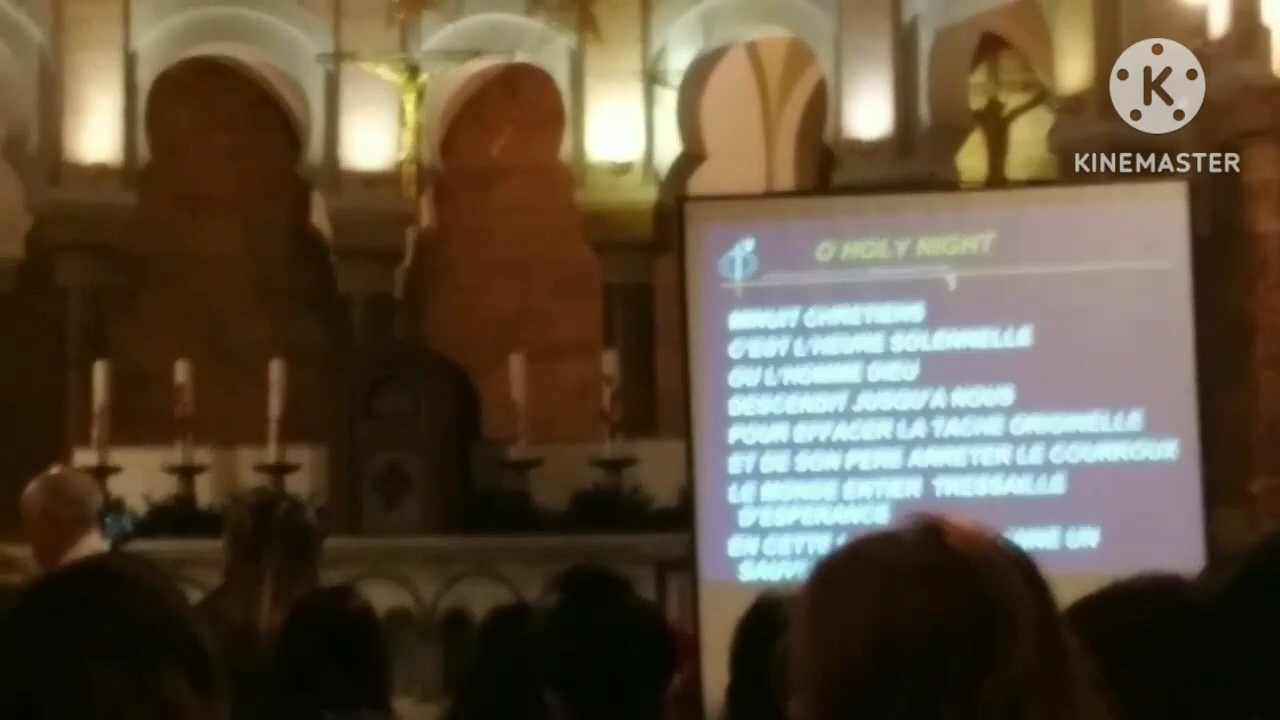 KINEMASTER
O HOLY NIGHT
MINUIT CHRETIENS
C'EST L'HEURE SOLENNELLE
OU L'HOMME DIEU
DESCENDIT JUSQU'A NOUS
POUR EFFACER LA TACHE ORIGINELLE
ET DE SON PERE ARRETER LE COURROUX
LE MONDE ENTIER TRESSAILLE
D'ESPERANCE
EN CETTE UN